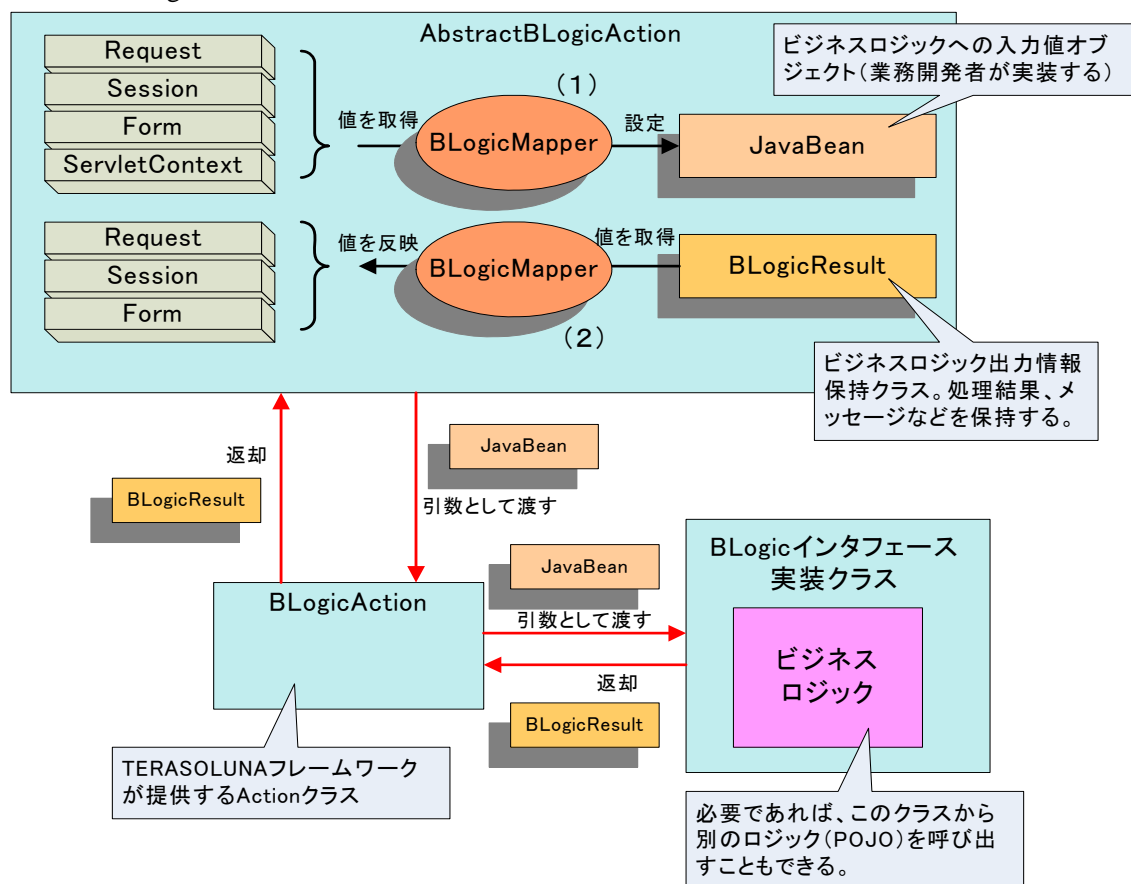 AbstractBLogicAction
Request
Session
Form
ServletContext
値を取得
(1)
BLogicMapper
設定
JavaBean
ビジネスロジックへの入力値オブ
ジェクト(業務開発者が実装する)
Request
Session
Form
値を反映
BLogicMapper
(2)
値を取得
BLogicResult
ビジネスロジック出力情報
保持クラス。処理結果、メ
ッセージなどを保持する。
返却
BLogicResult
JavaBean
引数として渡す
BLogicAction
JavaBean
引数として渡す
返却
BLogicResult
BLogicインタフェース
実装クラス
ビジネス
ロジック
TERASOLUNAフレームワーク
が提供するActionクラス
必要であれば、このクラスから
別のロジック(POJO)を呼び出
すこともできる。